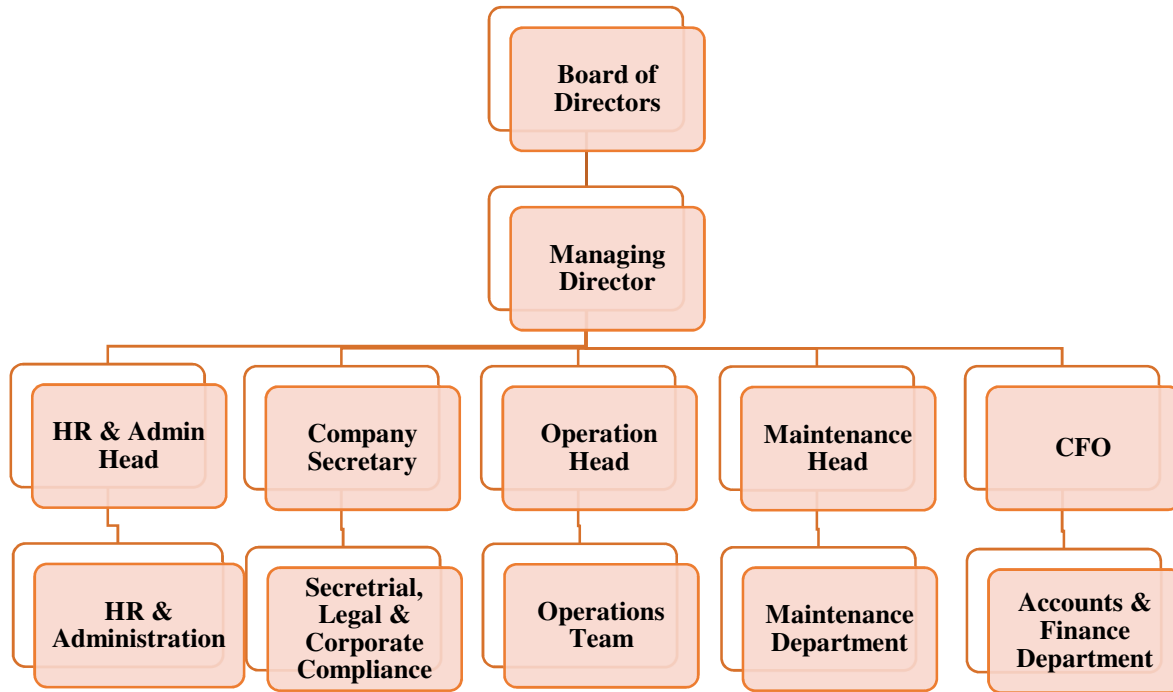 Board of
Directors
Managing
Director
HR & Admin
Head
Company
Secretary
Operation
Head
Maintenance
Head
CFO
HR &
Administration
Secretrial,
Legal &
Corporate
Compliance
Operations
Team
Maintenance
Department
Accounts &
Finance
Department